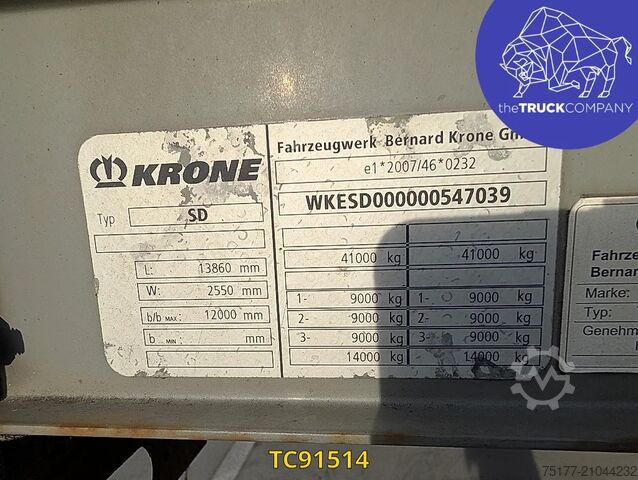 theTRUCKCOMPANY
KRONE
Fahrzeugwerk Bernard Krone Gm
e1*2007/46*0232
Typ SD
WKESD000000547039
41000 kg 41000 kg
L: 13860 mm
W: 2550 mm
b/b MAX: 12000 mm
b MIN: mm
1- 9000 kg 1- 9000 kg
2- 9000 kg 2- 9000 kg
3- 9000 kg 3- 9000 kg
14000 kg 14000 kg
Fahrze
Bernar
Marke:
Typ:
Genehm
TC91514
75177-21044232